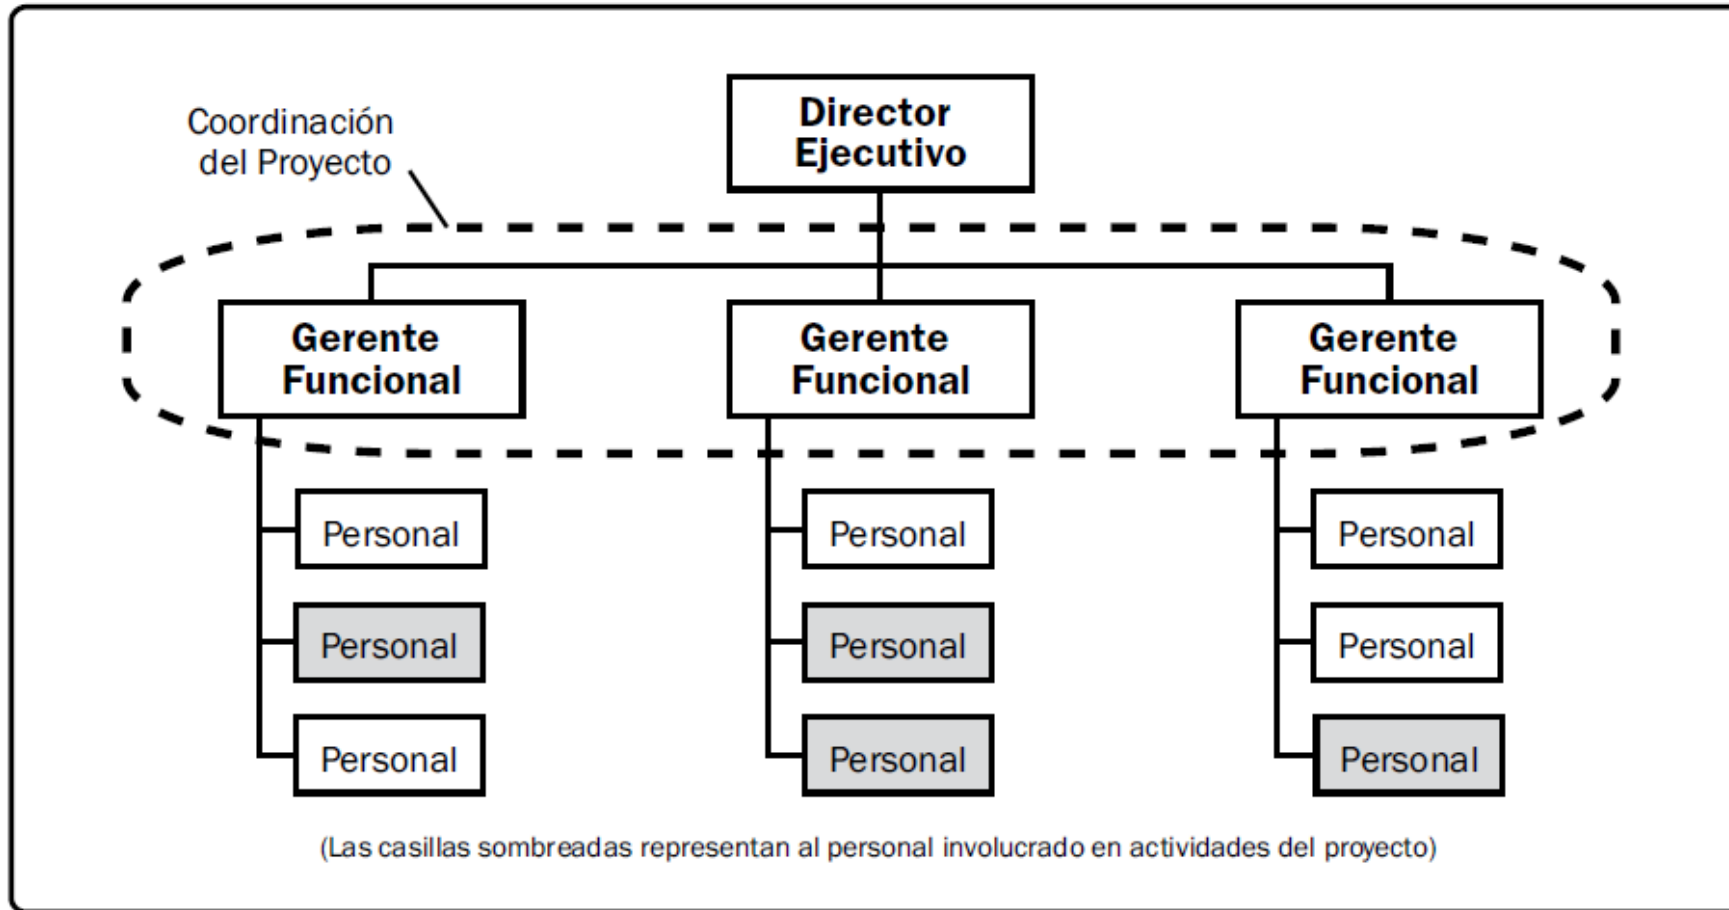 Coordinación
del Proyecto
Director
Ejecutivo
Gerente
Funcional
Gerente
Funcional
Gerente
Funcional
Personal
Personal
Personal
Personal
Personal
Personal
Personal
Personal
Personal
(Las casillas sombreadas representan al personal involucrado en actividades del proyecto)